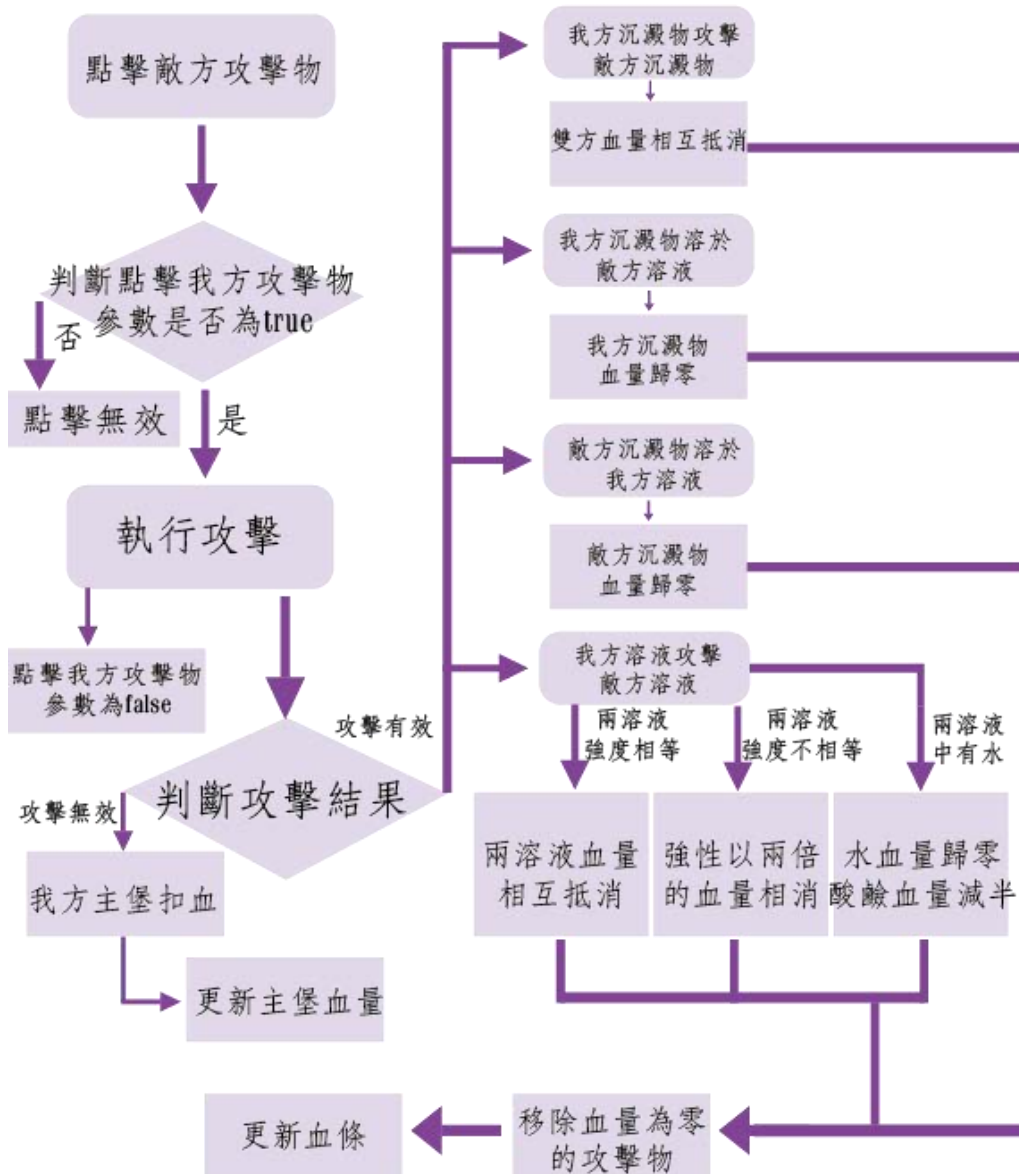 點擊敵方攻擊物
判斷點擊我方攻擊物
參數是否為true
否
點擊無效
是
執行攻擊
點擊我方攻擊物
參數為false
攻擊有效
判斷攻擊結果
攻擊無效
我方主堡扣血
更新主堡血量
我方沉澱物攻擊
敵方沉澱物
雙方血量相互抵消
我方沉澱物溶於
敵方溶液
我方沉澱物
血量歸零
敵方沉澱物溶於
我方溶液
敵方沉澱物
血量歸零
我方溶液攻擊
敵方溶液
兩溶液
強度相等
兩溶液
強度不相等
兩溶液
中有水
兩溶液血量
相互抵消
強性以兩倍
的血量相消
水血量歸零
酸鹼血量減半
移除血量為零
的攻擊物
更新血條